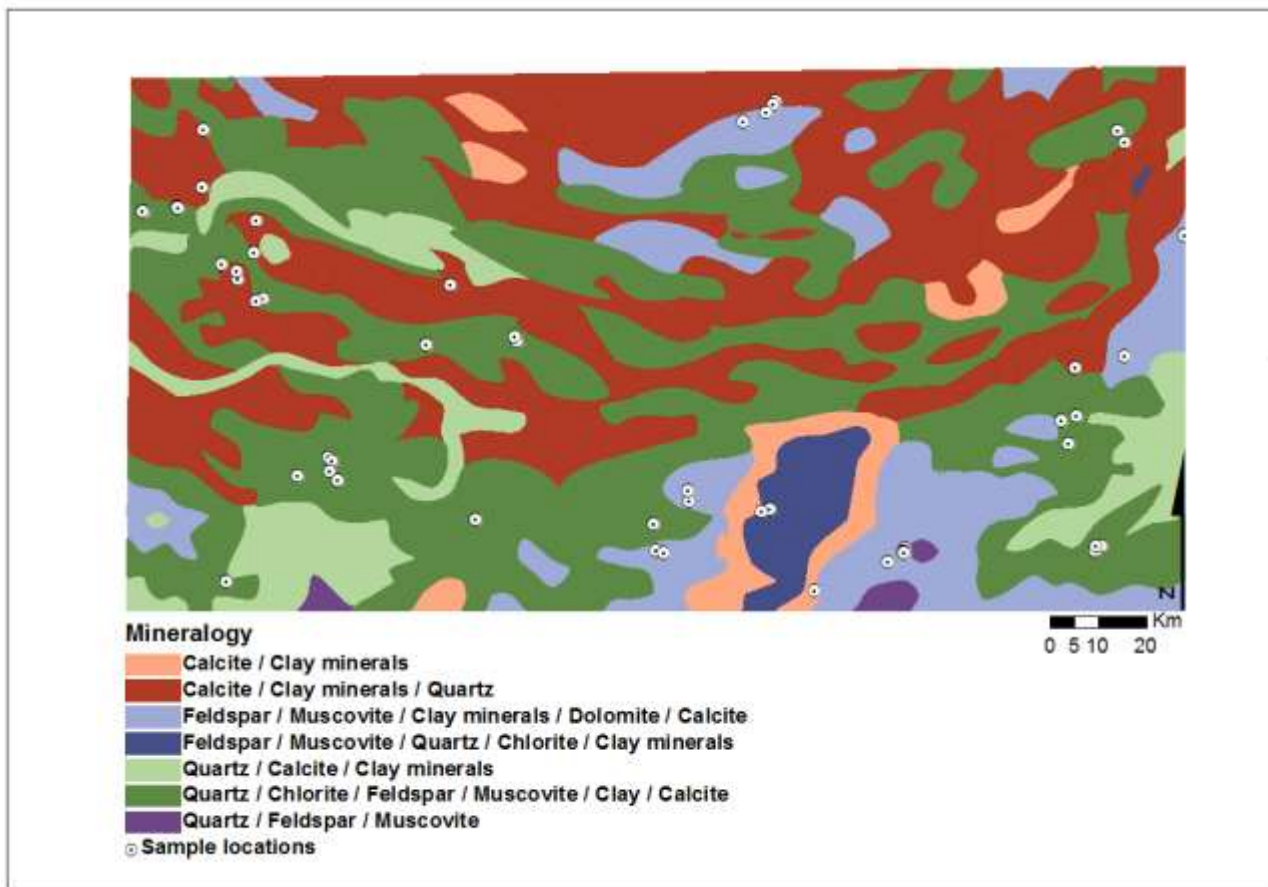 N
Km
0 5 10 20
Mineralogy
Calcite / Clay minerals
Calcite / Clay minerals / Quartz
Feldspar / Muscovite / Clay minerals / Dolomite / Calcite
Feldspar / Muscovite / Quartz / Chlorite / Clay minerals
Quartz / Calcite / Clay minerals
Quartz / Chlorite / Feldspar / Muscovite / Clay / Calcite
Quartz / Feldspar / Muscovite
Sample locations